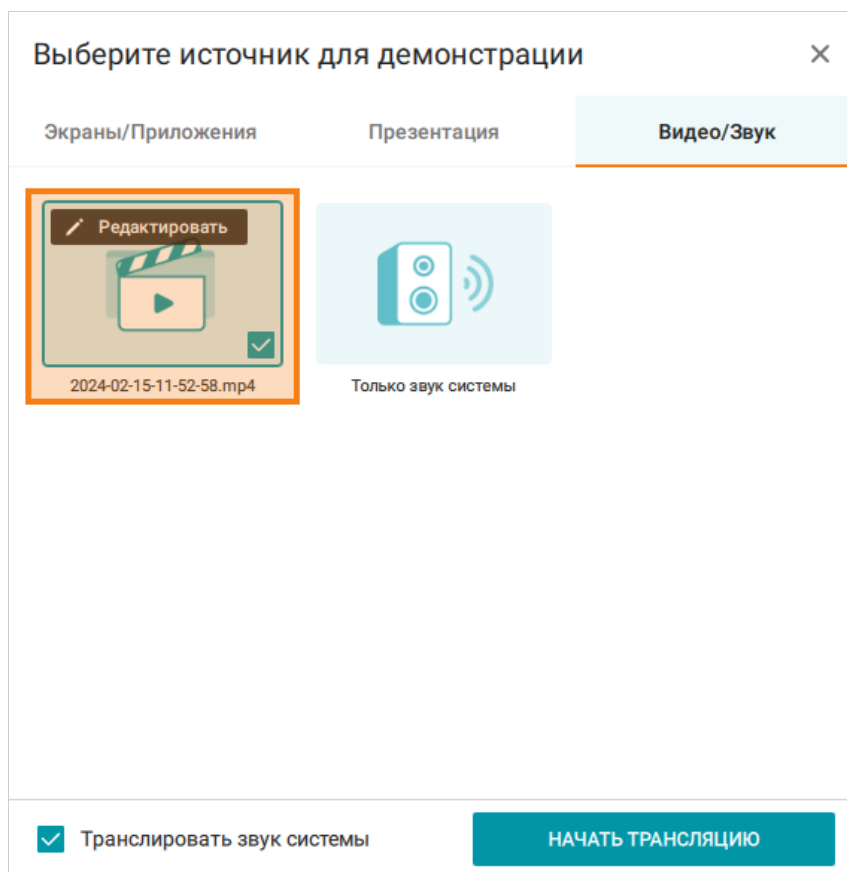 Выберите источник для демонстрации
Экраны/Приложения Презентация Видео/Звук
Редактировать
2024-02-15-11-52-58.mp4 Только звук системы
Транслировать звук системы НАЧАТЬ ТРАНСЛЯЦИЮ